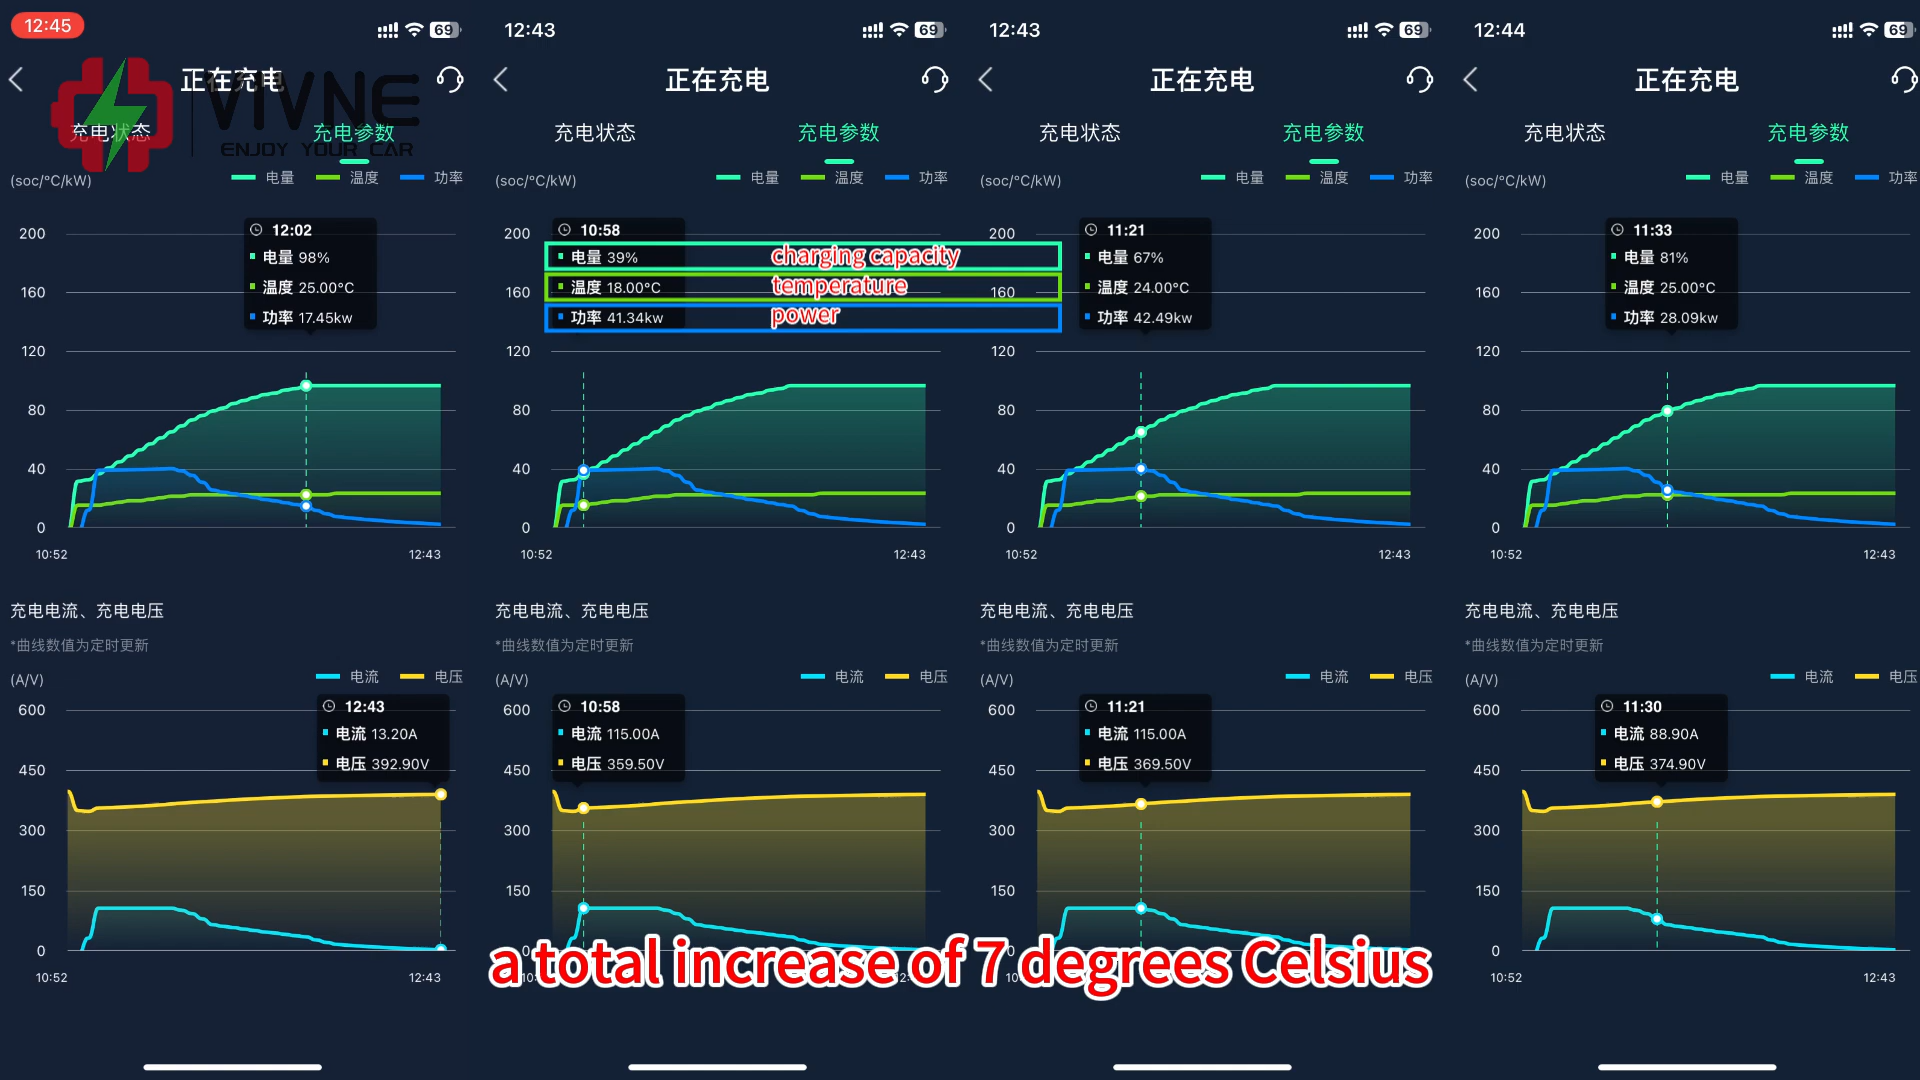 12:45
69
正在充电
VIVNE
ENJOY YOUR CAR
充电状态
充电参数
(soc/°C/kW)
电量
温度
功率
200
160
120
80
40
0
12:02
电量 98%
温度 25.00°C
功率 17.45kw
10:52
12:43
充电电流、充电电压
*曲线数值为定时更新
(A/V)
电流
电压
600
450
300
150
0
12:43
电流 13.20A
电压 392.90V
10:52
12:43
12:43
69
正在充电
充电状态
充电参数
(soc/°C/kW)
电量
温度
功率
200
160
120
80
40
0
10:58
电量 39%
charging capacity
温度 18.00°C
temperature
功率 41.34kw
power
10:52
12:43
充电电流、充电电压
*曲线数值为定时更新
(A/V)
电流
电压
600
450
300
150
10:58
电流 115.00A
电压 359.50V
12:43
69
正在充电
充电状态
充电参数
(soc/°C/kW)
电量
温度
功率
200
160
120
80
40
0
11:21
电量 67%
温度 24.00°C
功率 42.49kw
10:52
12:43
充电电流、充电电压
*曲线数值为定时更新
(A/V)
电流
电压
600
450
300
150
0
11:21
电流 115.00A
电压 369.50V
a total increase of 7 degrees Celsius
12:44
69
正在充电
充电状态
充电参数
(soc/°C/kW)
电量
温度
功率
200
160
120
80
40
0
11:33
电量 81%
温度 25.00°C
功率 28.09kw
10:52
12:43
充电电流、充电电压
*曲线数值为定时更新
(A/V)
电流
电压
600
450
300
150
0
11:30
电流 88.90A
电压 374.90V
10:52
12:43